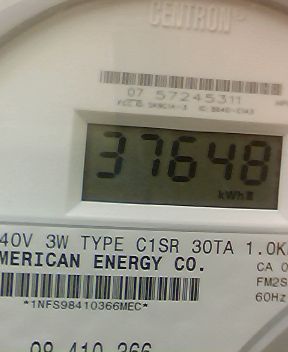 CENTRON
07 57245311
37648
kWh
40V 3W TYPE C1SR 30TA 1.0K
MERICAN ENERGY CO.
CA 0
FM2S
60Hz
*1NFS98410366MEC*
98 410 366